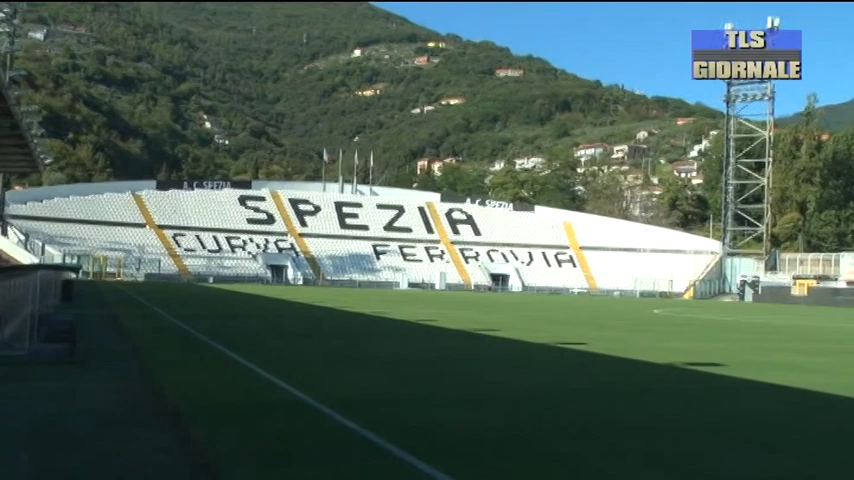 TLS
GIORNALE
A.C. SPEZIA
A.C. SPEZIA
SPEZIA
CURVA FERROVIA